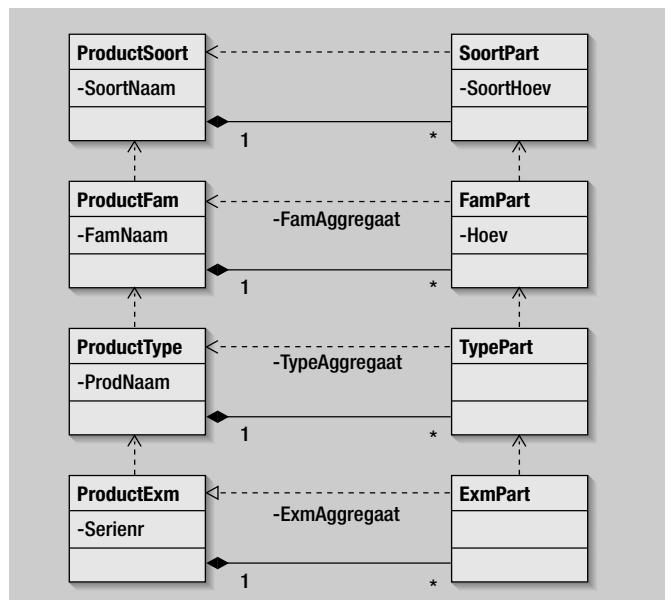 ProductSoort
-SoortNaam
SoortPart
-SoortHoev
1
*
ProductFam
-FamNaam
-FamAggregaat
FamPart
-Hoev
1
*
ProductType
-ProdNaam
-TypeAggregaat
TypePart
1
*
ProductExm
-Serienr
-ExmAggregaat
ExmPart
1
*